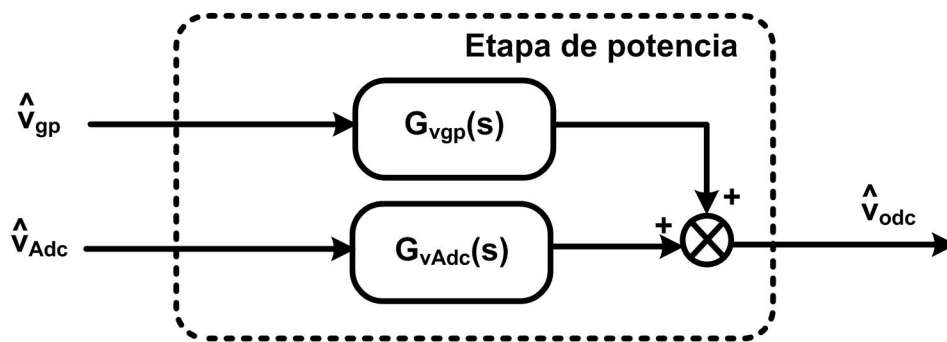 Etapa de potencia
v̂gp
Gvgp(s)
+
+
v̂Adc
GvAdc(s)
v̂odc